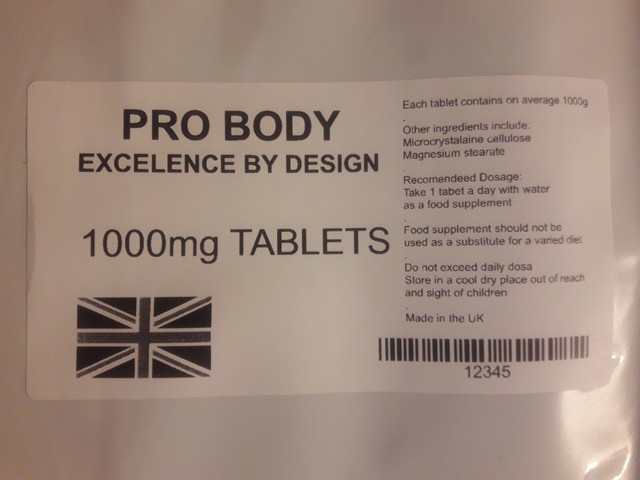 PRO BODY
EXCELENCE BY DESIGN
1000mg TABLETS
Each tablet contains on average 1000g
.
Other ingredients include:
Microcrystalaine cellulose
Magnesium stearate
.
Recomendeed Dosage:
Take 1 tabet a day with water
as a food supplement
.
Food supplement should not be
used as a substitute for a varied diet
.
Do not exceed daily dosa
Store in a cool dry place out of reach
and sight of children
.
Made in the UK
12345